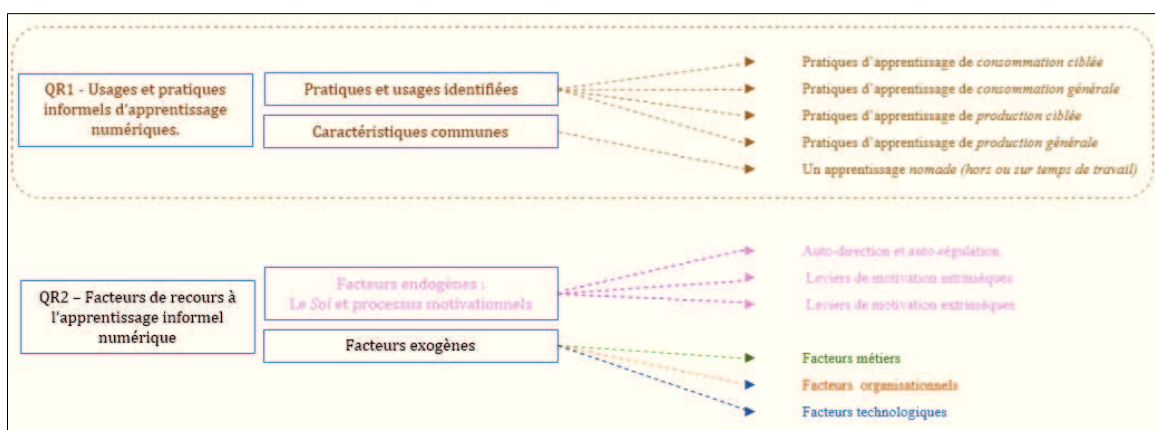 QR1 - Usages et pratiques
informels d'apprentissage
numériques.
Pratiques et usages identifiées
Caractéristiques communes
Pratiques d'apprentissage de consommation ciblée
Pratiques d'apprentissage de consommation générale
Pratiques d'apprentissage de production ciblée
Pratiques d'apprentissage de production générale
Un apprentissage nomade (hors ou sur temps de travail)
QR2 – Facteurs de recours à
l'apprentissage informel
numérique
Facteurs endogènes :
Le Soi et processus motivationnels
Facteurs exogènes
Auto-direction et auto-régulation
Leviers de motivation intrinsèques
Leviers de motivation extrinsèques
Facteurs métiers
Facteurs organisationnels
Facteurs technologiques